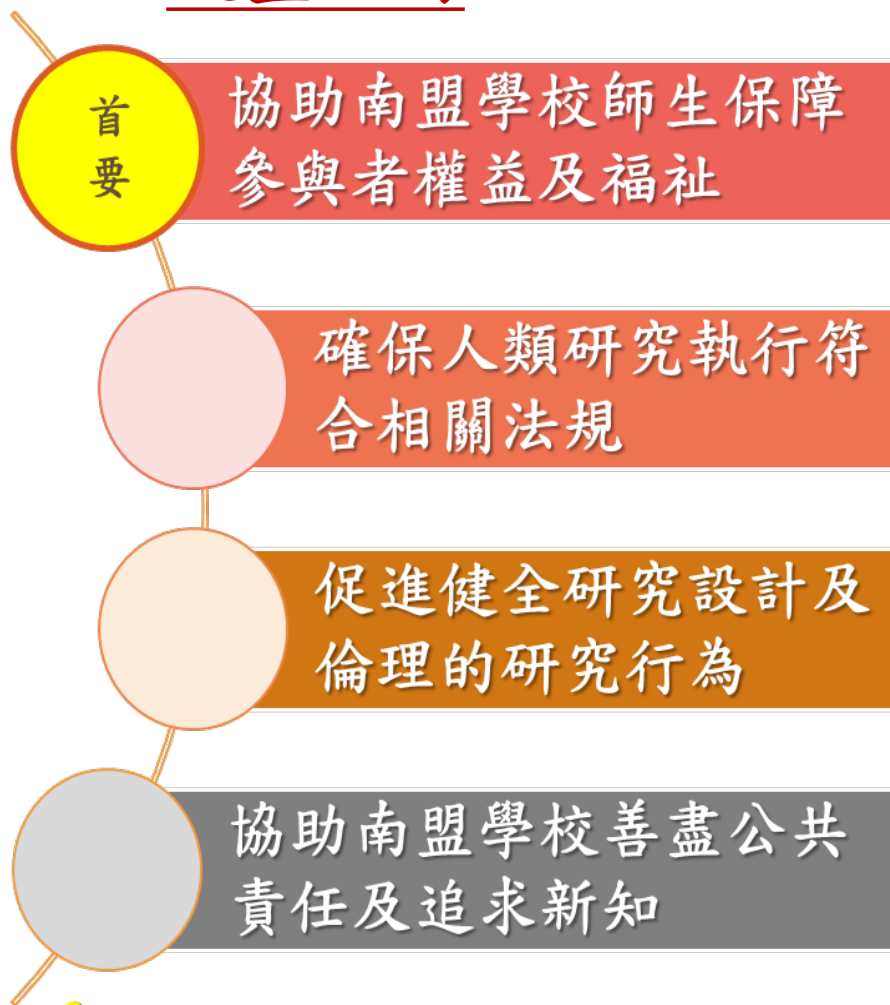 首
要
協助南盟學校師生保障
參與者權益及福祉
確保人類研究執行符
合相關法規
促進健全研究設計及
倫理的研究行為
協助南盟學校善盡公共
責任及追求新知